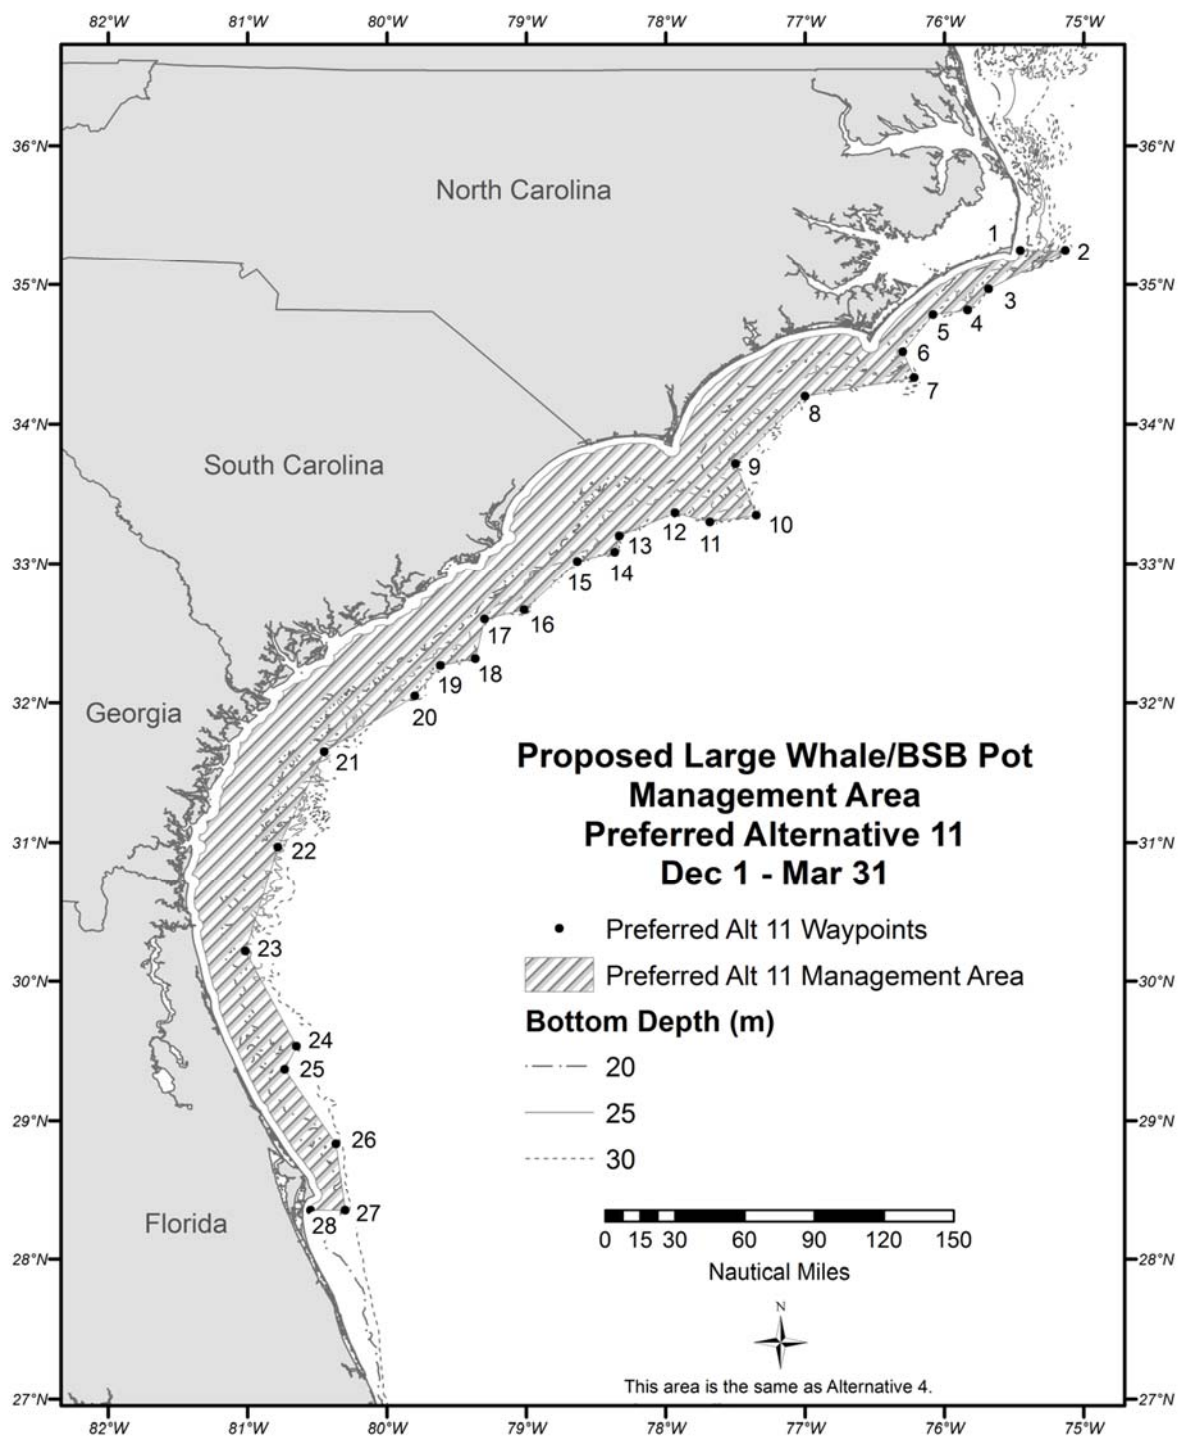 82°W 81°W 80°W 79°W 78°W 77°W 76°W 75°W
36°N 36°N
North Carolina
1 2
35°N 35°N
3
4
5
6
7
8
34°N 34°N
South Carolina
9
10
11
12
13
14
33°N 33°N
15
16
17
18
19
20
32°N 32°N
Georgia
21
Proposed Large Whale/BSB Pot
Management Area
Preferred Alternative 11
Dec 1 - Mar 31
31°N 31°N
22
Preferred Alt 11 Waypoints
23
Preferred Alt 11 Management Area
30°N 30°N
Bottom Depth (m)
24
20
25
25
29°N 29°N
26
30
28 27
Florida
0 15 30 60 90 120 150
28°N 28°N
Nautical Miles
N
This area is the same as Alternative 4.
27°N 27°N
82°W 81°W 80°W 79°W 78°W 77°W 76°W 75°W